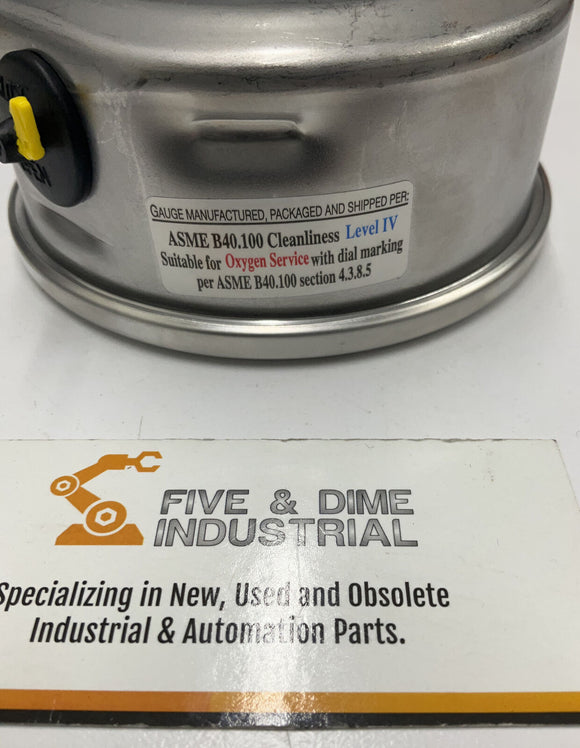 GAUGE MANUFACTURED, PACKAGED AND SHIPPED PER:
ASME B40.100 Cleanliness Level IV
Suitable for Oxygen Service with dial marking
per ASME B40.100 section 4.3.8.5
FIVE & DIME
INDUSTRIAL
Specializing in New, Used and Obsolete
Industrial & Automation Parts.